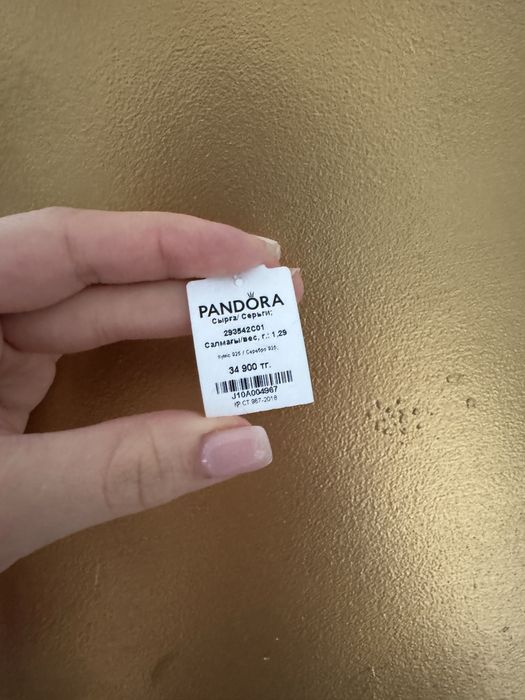 PANDORA
Сырға/ Серьги;
293542C01
Салмағы/вес, г.: 1,29
Күміс 925 / Серебро 925;
34 900 тг.
J10A004967
ҚР СТ 987-2018